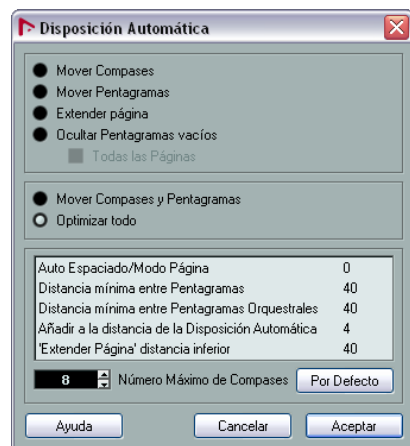 Disposición Automática
Mover Compases
Mover Pentagramas
Extender página
Ocultar Pentagramas vacíos
Todas las Páginas
Mover Compases y Pentagramas
Optimizar todo
Auto Espaciado/Modo Página 0
Distancia mínima entre Pentagramas 40
Distancia mínima entre Pentagramas Orquestrales 40
Añadir a la distancia de la Disposición Automática 4
'Extender Página' distancia inferior 40
8 Número Máximo de Compases Por Defecto
Ayuda Cancelar Aceptar